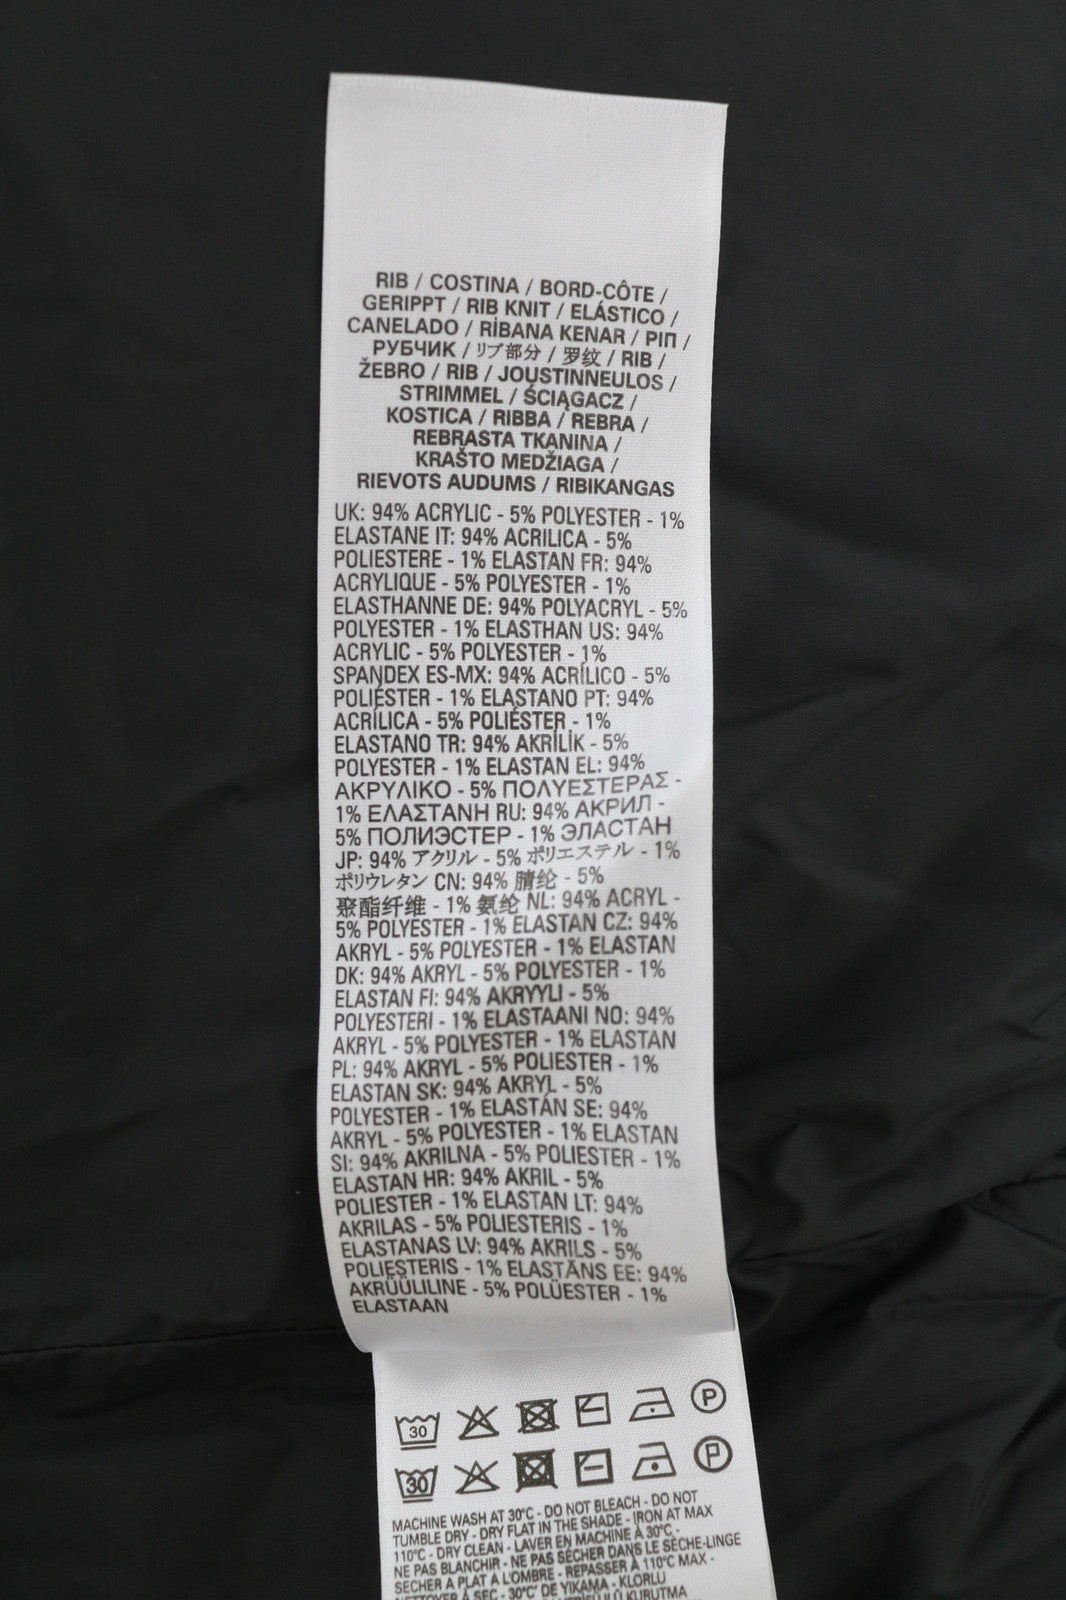 RIB / COSTINA / BORD-CÔTE /
GERIPPT / RIB KNIT / ELÁSTICO /
CANELADO / RİBANA KENAR / ΡΙΠ /
РУБЧИК / リブ部分 / 罗纹 / RIB /
ŽEBRO / RIB / JOUSTINNEULOS /
STRIMMEL / ŚCIĄGACZ /
KOSTICA / RIBBA / REBRA /
REBRASTA TKANINA /
KRAŠTO MEDŽIAGA /
RIEVOTS AUDUMS / RIBIKANGAS
UK: 94% ACRYLIC - 5% POLYESTER - 1%
ELASTANE IT: 94% ACRILICA - 5%
POLIESTERE - 1% ELASTAN FR: 94%
ACRYLIQUE - 5% POLYESTER - 1%
ELASTHANNE DE: 94% POLYACRYL - 5%
POLYESTER - 1% ELASTHAN US: 94%
ACRYLIC - 5% POLYESTER - 1%
SPANDEX ES-MX: 94% ACRÍLICO - 5%
POLIÉSTER - 1% ELASTANO PT: 94%
ACRÍLICA - 5% POLIÉSTER - 1%
ELASTANO TR: 94% AKRİLİK - 5%
POLYESTER - 1% ELASTAN EL: 94%
ΑΚΡΥΛΙΚΟ - 5% ΠΟΛΥΕΣΤΕΡΑΣ -
1% ΕΛΑΣΤΑΝΗ RU: 94% АКРИЛ -
5% ПОЛИЭСТЕР - 1% ЭЛАСТАН
JP: 94% アクリル - 5% ポリエステル - 1%
ポリウレタン CN: 94% 腈纶 - 5%
聚酯纤维 - 1% 氨纶 NL: 94% ACRYL -
5% POLYESTER - 1% ELASTAN CZ: 94%
AKRYL - 5% POLYESTER - 1% ELASTAN
DK: 94% AKRYL - 5% POLYESTER - 1%
ELASTAN FI: 94% AKRYYLI - 5%
POLYESTERI - 1% ELASTAANI NO: 94%
AKRYL - 5% POLYESTER - 1% ELASTAN
PL: 94% AKRYL - 5% POLIESTER - 1%
ELASTAN SK: 94% AKRYL - 5%
POLYESTER - 1% ELASTÁN SE: 94%
AKRYL - 5% POLYESTER - 1% ELASTAN
SI: 94% AKRILNA - 5% POLIESTER - 1%
ELASTAN HR: 94% AKRIL - 5%
POLIESTER - 1% ELASTAN LT: 94%
AKRILAS - 5% POLIESTERIS - 1%
ELASTANAS LV: 94% AKRILS - 5%
POLIESTERIS - 1% ELASTĀNS EE: 94%
AKRÜÜLILINE - 5% POLÜESTER - 1%
ELASTAAN
30 P
30 P
MACHINE WASH AT 30°C - DO NOT BLEACH - DO NOT
TUMBLE DRY - DRY FLAT IN THE SHADE - IRON AT MAX
110°C - DRY CLEAN - LAVER EN MACHINE À 30°C -
NE PAS BLANCHIR - NE PAS SÉCHER DANS LE SÈCHE-LINGE
SECHER A PLAT A L'OMBRE - REPASSER À 110°C MAX -
NETTOYER À SEC - 30°C' DE YIKAMA - KLORLU
KURUTMA